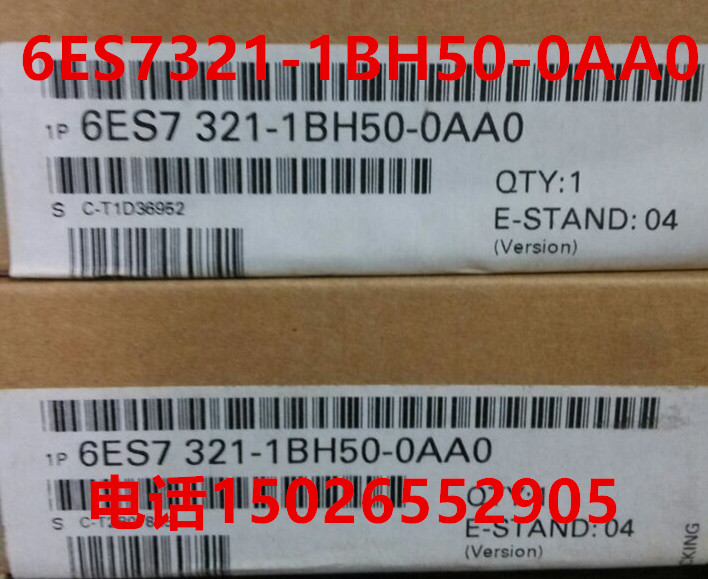 6ES7321-1BH50-0AA0
1P 6ES7 321-1BH50-0AA0
QTY:1
S C-T1D36952
E-STAND: 04
(Version)
1P 6ES7 321-1BH50-0AA0
电话15026552905
S
E-STAND: 04
(Version)